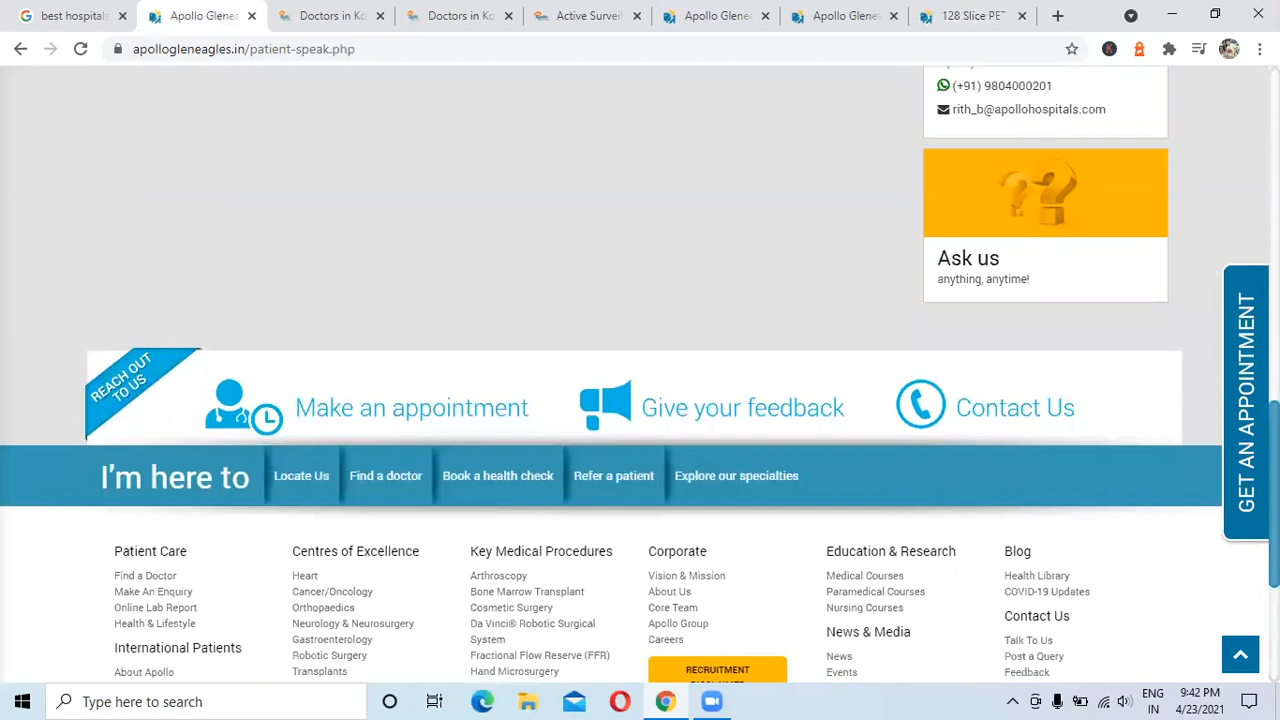 best hospitals
Apollo Glenea
Doctors in Ko
Doctors in Ko
Active Surveil
Apollo Glenea
Apollo Glenea
128 Slice PET
apollogleneagles.in/patient-speak.php
(+91) 9804000201
rith_b@apollohospitals.com
Ask us
anything, anytime!
GET AN APPOINTMENT
REACH OUT
TO US
Make an appointment
Give your feedback
Contact Us
I'm here to
Locate Us
Find a doctor
Book a health check
Refer a patient
Explore our specialties
Patient Care
Find a Doctor
Make An Enquiry
Online Lab Report
Health & Lifestyle
International Patients
About Apollo
Centres of Excellence
Heart
Cancer/Oncology
Orthopaedics
Neurology & Neurosurgery
Gastroenterology
Robotic Surgery
Transplants
Key Medical Procedures
Arthroscopy
Bone Marrow Transplant
Cosmetic Surgery
Da Vinci® Robotic Surgical
System
Fractional Flow Reserve (FFR)
Hand Microsurgery
Corporate
Vision & Mission
About Us
Core Team
Apollo Group
Careers
RECRUITMENT
Education & Research
Medical Courses
Paramedical Courses
Nursing Courses
News & Media
News
Events
Blog
Health Library
COVID-19 Updates
Contact Us
Talk To Us
Post a Query
Feedback
Type here to search
ENG
IN
9:42 PM
4/23/2021